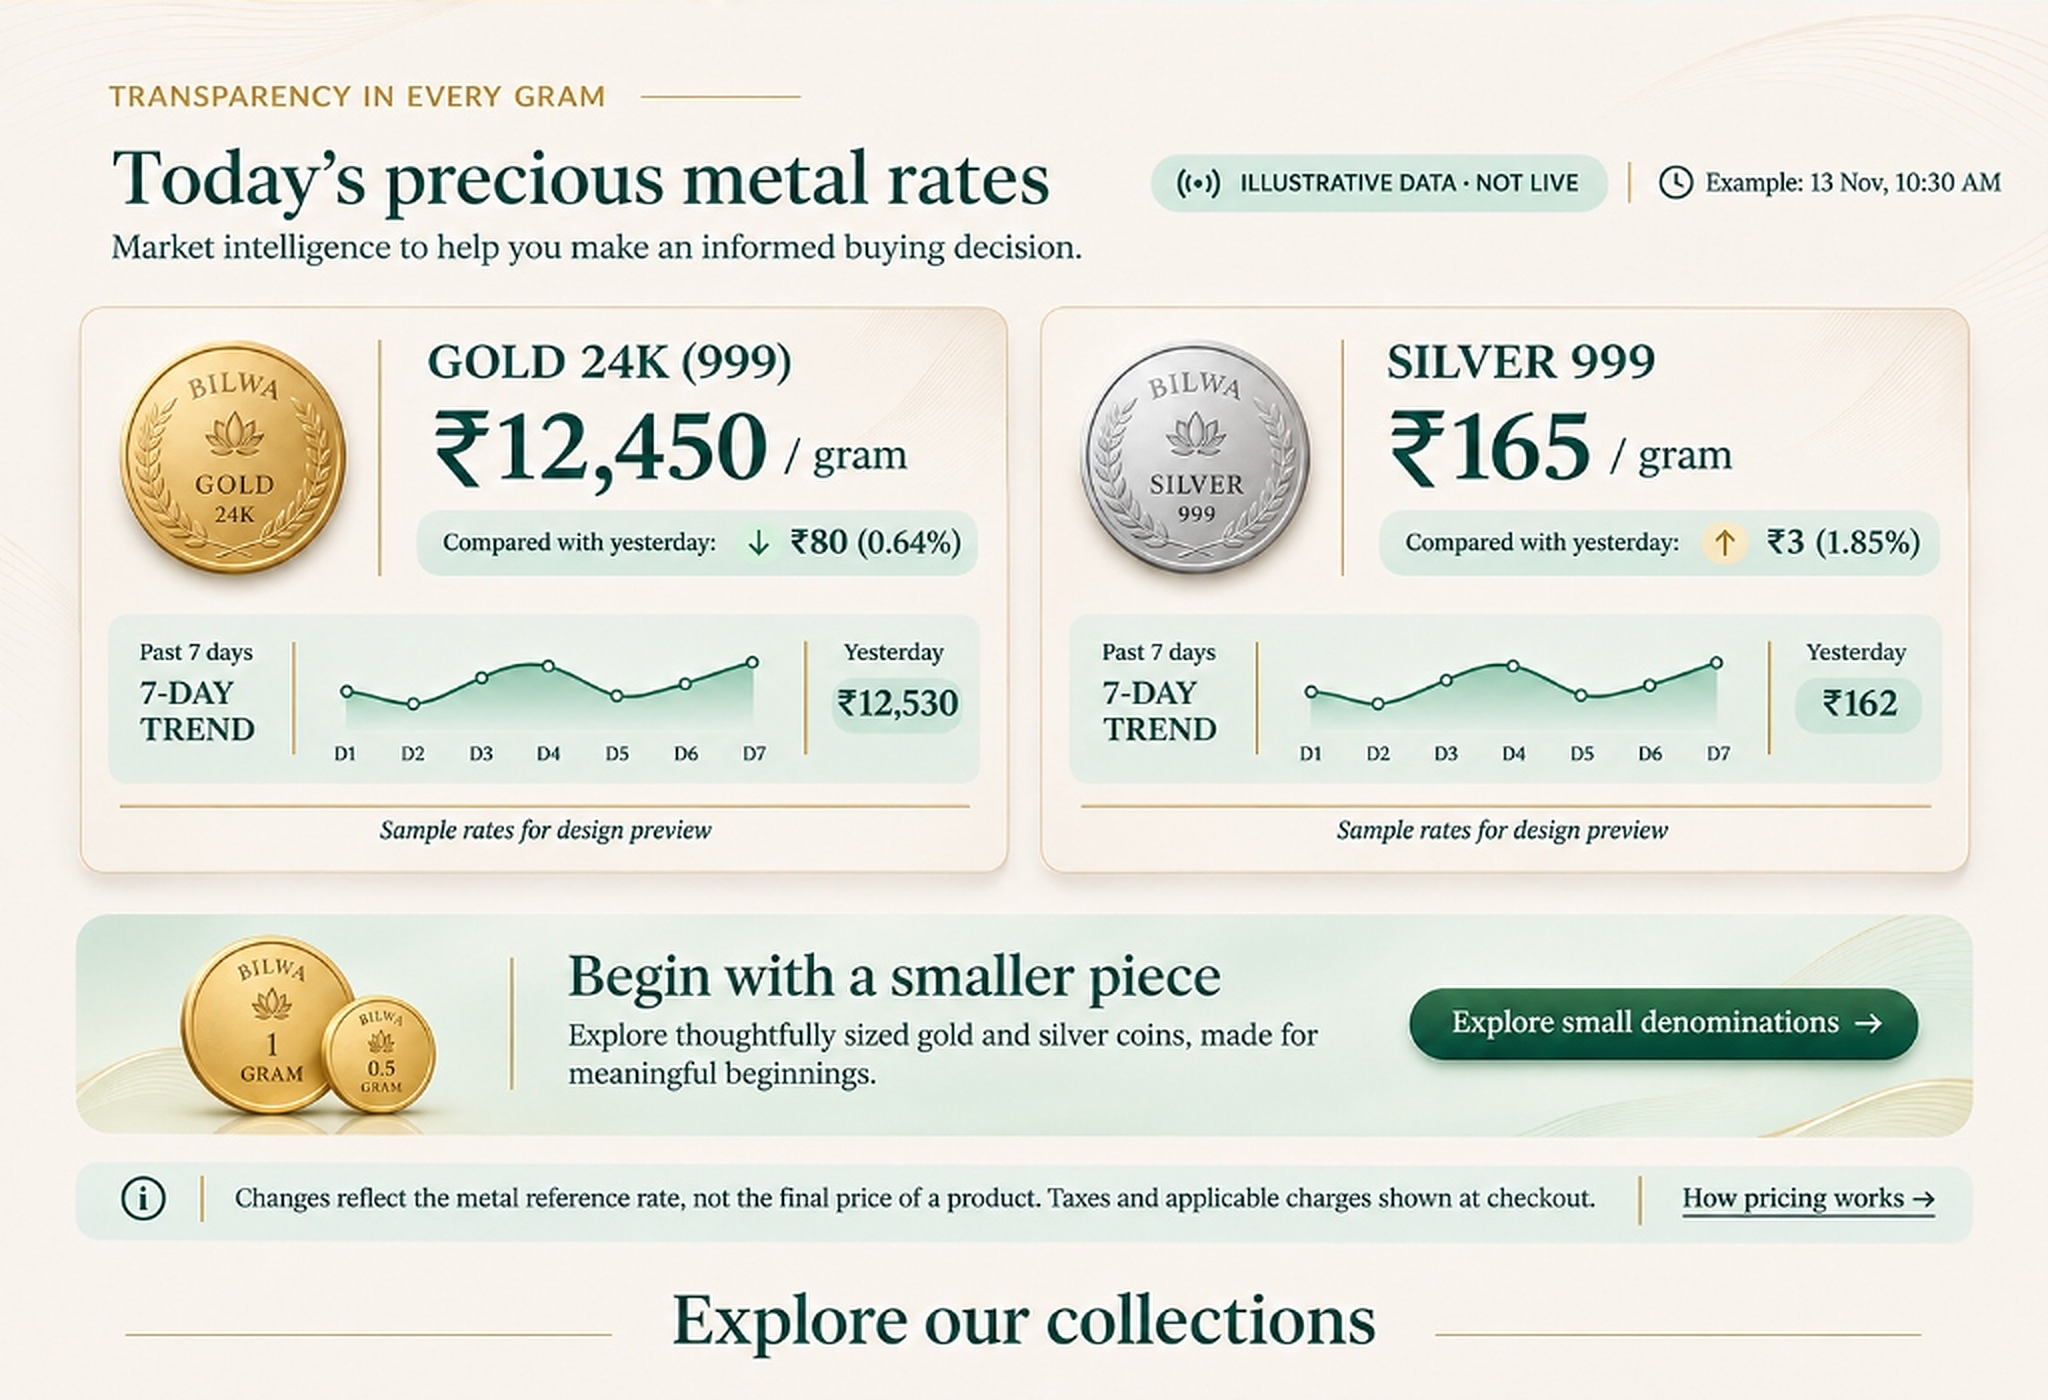 TRANSPARENCY IN EVERY GRAM
Today's precious metal rates
ILLUSTRATIVE DATA · NOT LIVE
Example: 13 Nov, 10:30 AM
Market intelligence to help you make an informed buying decision.
BILWA
GOLD
24K
GOLD 24K (999)
₹12,450 / gram
Compared with yesterday: ↓ ₹80 (0.64%)
Past 7 days
7-DAY
TREND
D1 D2 D3 D4 D5 D6 D7
Yesterday
₹12,530
Sample rates for design preview
BILWA
SILVER
999
SILVER 999
₹165 / gram
Compared with yesterday: ↑ ₹3 (1.85%)
Past 7 days
7-DAY
TREND
D1 D2 D3 D4 D5 D6 D7
Yesterday
₹162
Sample rates for design preview
BILWA
1
GRAM
BILWA
0.5
GRAM
Begin with a smaller piece
Explore thoughtfully sized gold and silver coins, made for
meaningful beginnings.
Explore small denominations →
Changes reflect the metal reference rate, not the final price of a product. Taxes and applicable charges shown at checkout.
How pricing works →
Explore our collections